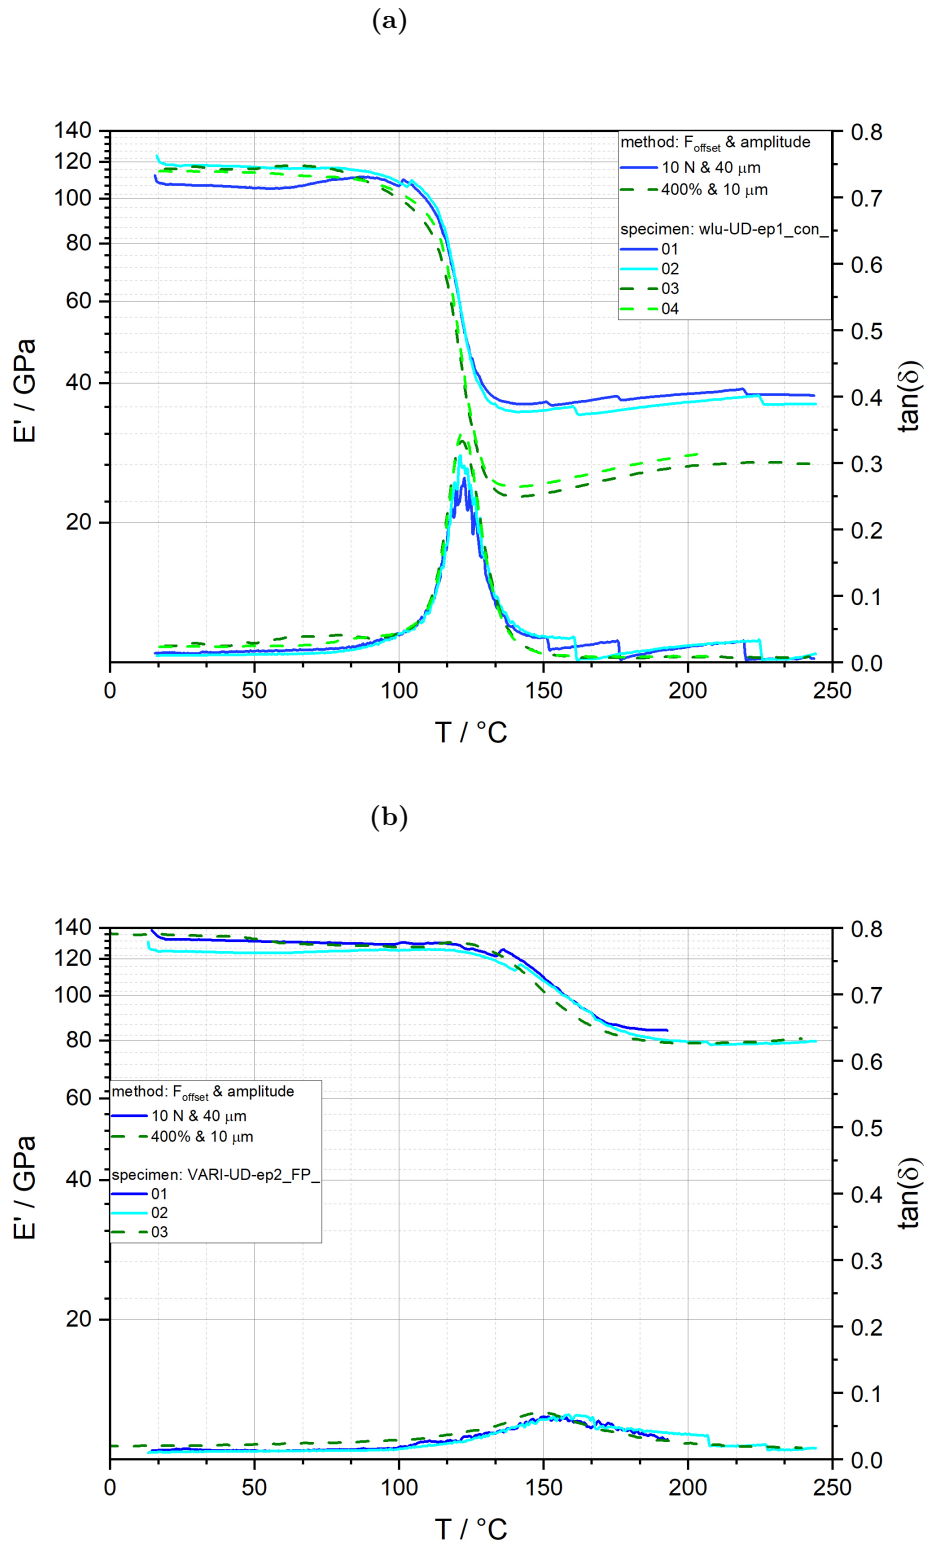 (a)
140
120
100
80
60
40
20
E' / GPa
0.8
0.7
0.6
0.5
0.4
0.3
0.2
0.1
0.0
tan(δ)
method: Foffset & amplitude
10 N & 40 μm
400% & 10 μm
specimen: wlu-UD-ep1_con_
01
02
03
04
0 50 100 150 200 250
T / °C
(b)
140
120
100
80
60
40
20
E' / GPa
0.8
0.7
0.6
0.5
0.4
0.3
0.2
0.1
0.0
tan(δ)
method: Foffset & amplitude
10 N & 40 μm
400% & 10 μm
specimen: VARI-UD-ep2_FP_
01
02
03
0 50 100 150 200 250
T / °C